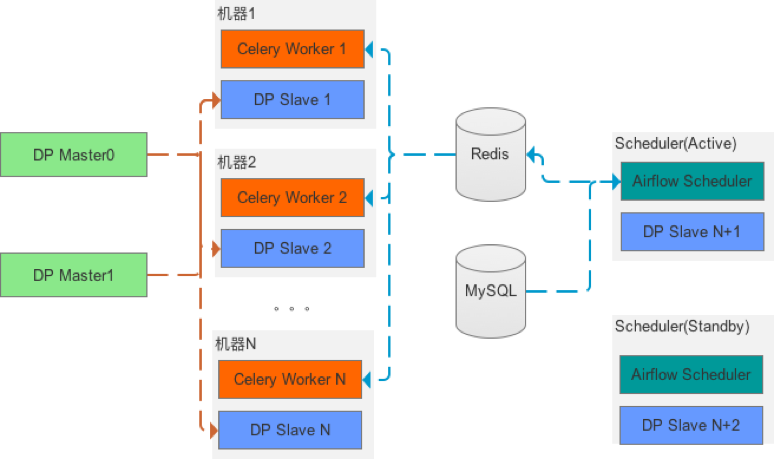 机器1
Celery Worker 1
DP Slave 1
DP Master0
机器2
Celery Worker 2
DP Slave 2
DP Master1
。。。
机器N
Celery Worker N
DP Slave N
Redis
MySQL
Scheduler(Active)
Airflow Scheduler
DP Slave N+1
Scheduler(Standby)
Airflow Scheduler
DP Slave N+2